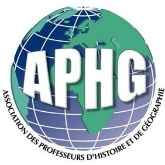 APHG
ASSOCIATION DES PROFESSEURS D'HISTOIRE ET DE GÉOGRAPHIE